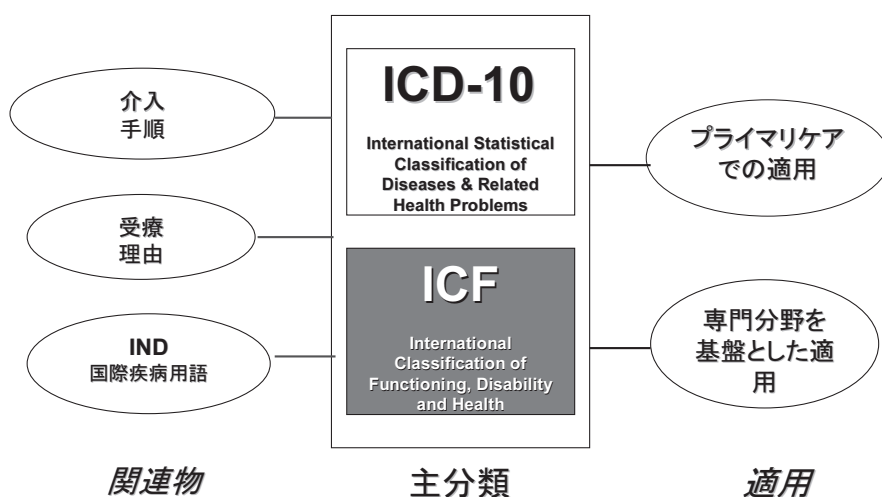 介入
手順
受療
理由
IND
国際疾病用語
関連物
ICD-10
International Statistical
Classification of
Diseases & Related
Health Problems
ICF
International
Classification of
Functioning, Disability
and Health
主分類
プライマリケア
での適用
専門分野を
基盤とした適
用
適用